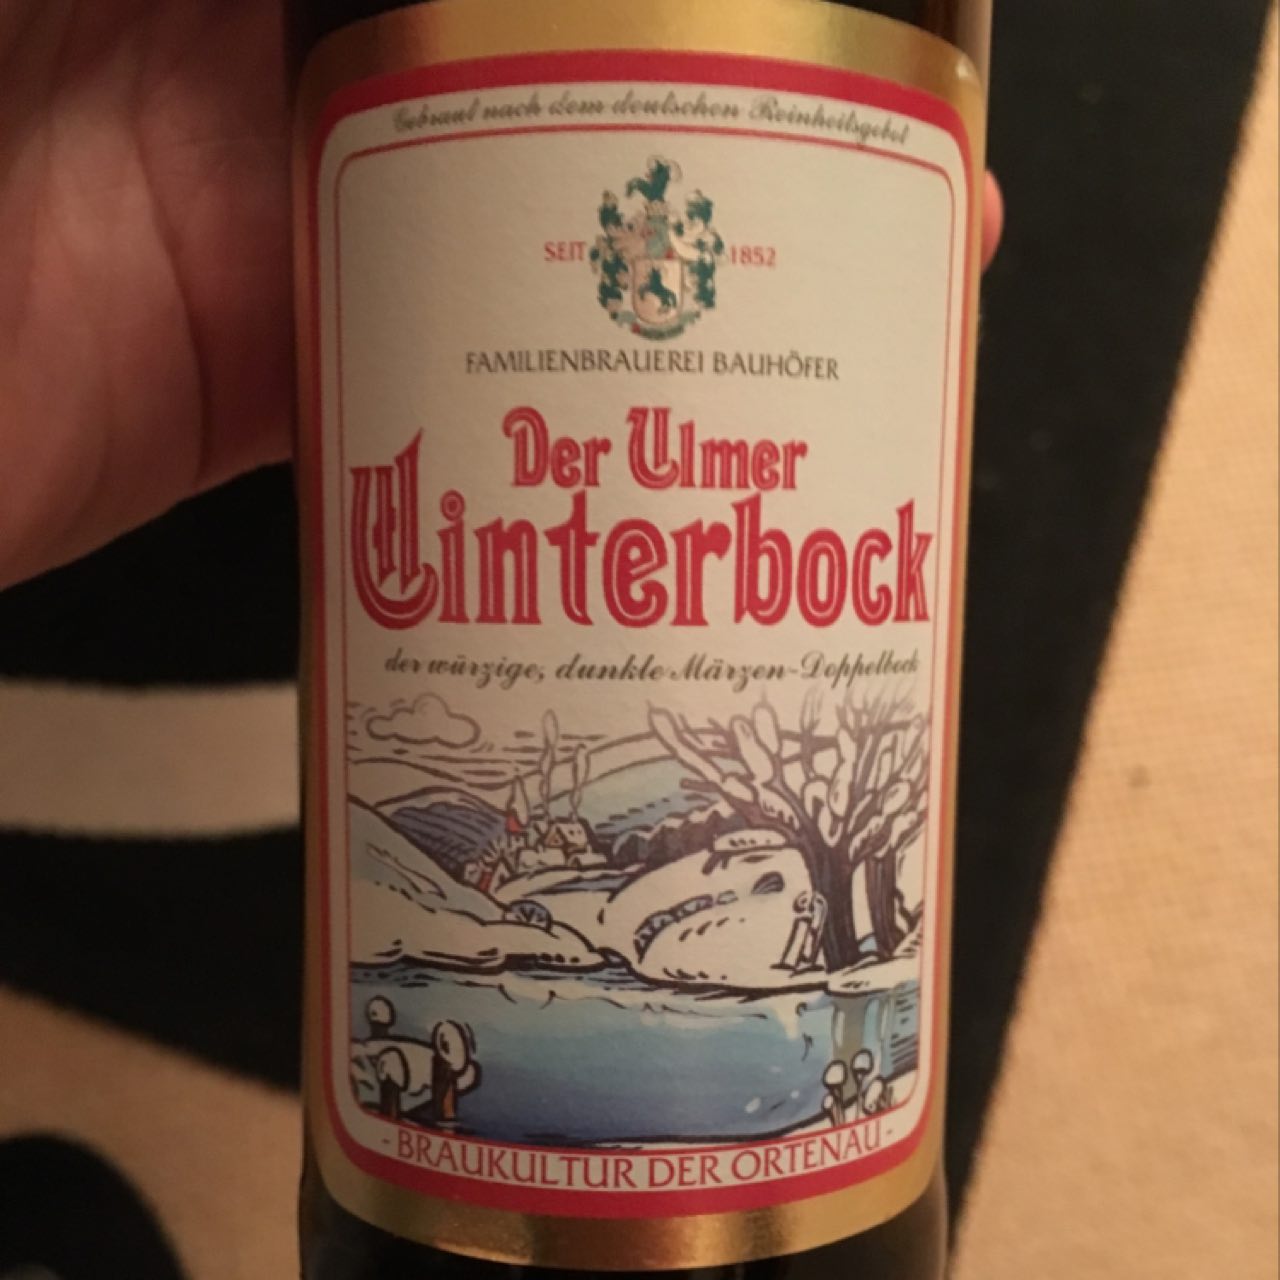 Gebraut nach dem deutschen Reinheitsgebot
SEIT 1852
FAMILIENBRAUEREI BAUHÖFER
Der Ulmer
Winterbock
der würzige, dunkle Märzen-Doppelbock
- BRAUKULTUR DER ORTENAU -